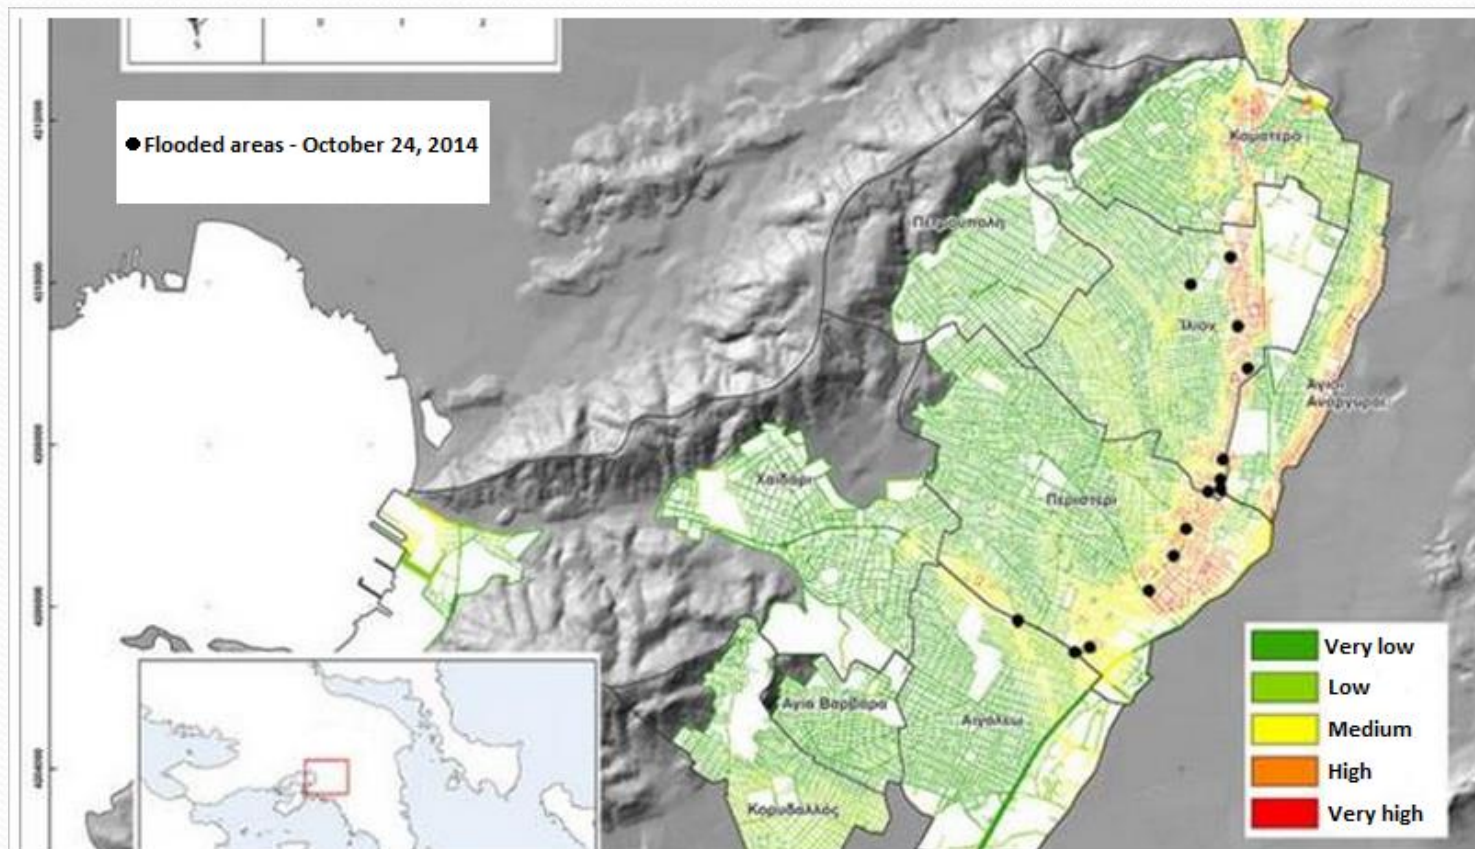 Flooded areas - October 24, 2014
Καματερό
Πετρούπολη
Ίλιον
Άγιοι
Ανάργυροι
Χαϊδάρι
Περιστέρι
Αγία Βαρβάρα
Αιγάλεω
Κορυδαλλός
Very low
Low
Medium
High
Very high